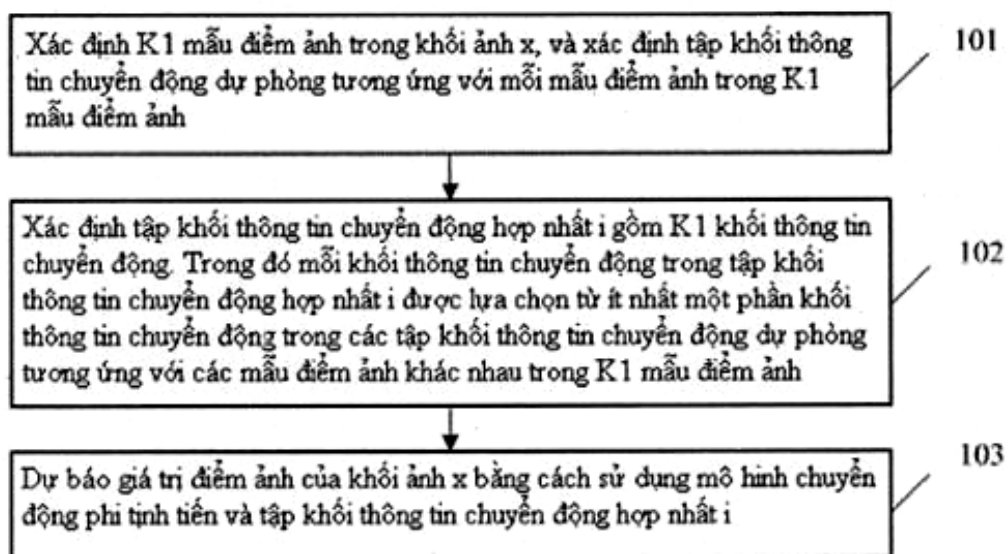 Xác định K1 mẫu điểm ảnh trong khối ảnh x, và xác định tập khối thông
tin chuyển động dự phòng tương ứng với mỗi mẫu điểm ảnh trong K1
mẫu điểm ảnh
101
Xác định tập khối thông tin chuyển động hợp nhất i gồm K1 khối thông tin
chuyển động. Trong đó mỗi khối thông tin chuyển động trong tập khối
thông tin chuyển động hợp nhất i được lựa chọn từ ít nhất một phần khối
thông tin chuyển động trong các tập khối thông tin chuyển động dự phòng
tương ứng với các mẫu điểm ảnh khác nhau trong K1 mẫu điểm ảnh
102
Dự báo giá trị điểm ảnh của khối ảnh x bằng cách sử dụng mô hinh chuyển
động phi tịnh tiến và tập khối thông tin chuyển động hợp nhất i
103